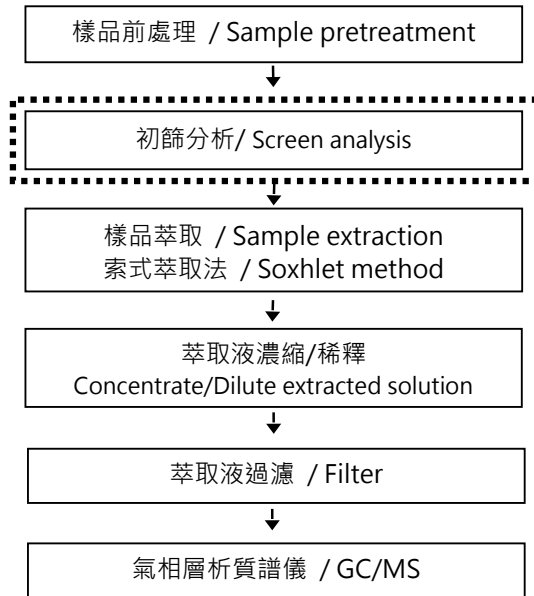 樣品前處理 / Sample pretreatment
初篩分析/ Screen analysis
樣品萃取 / Sample extraction
索式萃取法 / Soxhlet method
萃取液濃縮/稀釋
Concentrate/Dilute extracted solution
萃取液過濾 / Filter
氣相層析質譜儀 / GC/MS